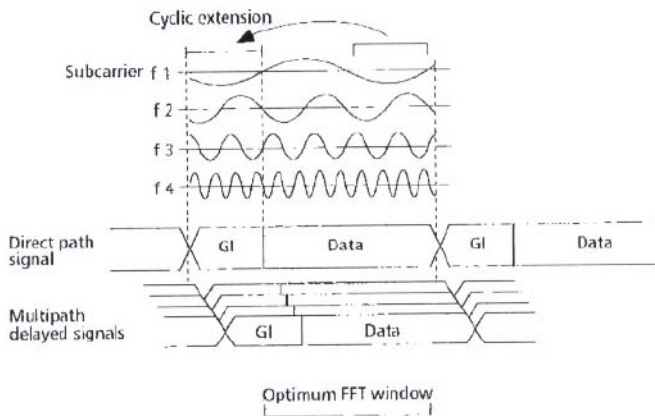 Cyclic extension
Subcarrier f 1
f 2
f 3
f 4
Direct path signal
GI
Data
GI
Data
Multipath delayed signals
GI
Data
Optimum FFT window